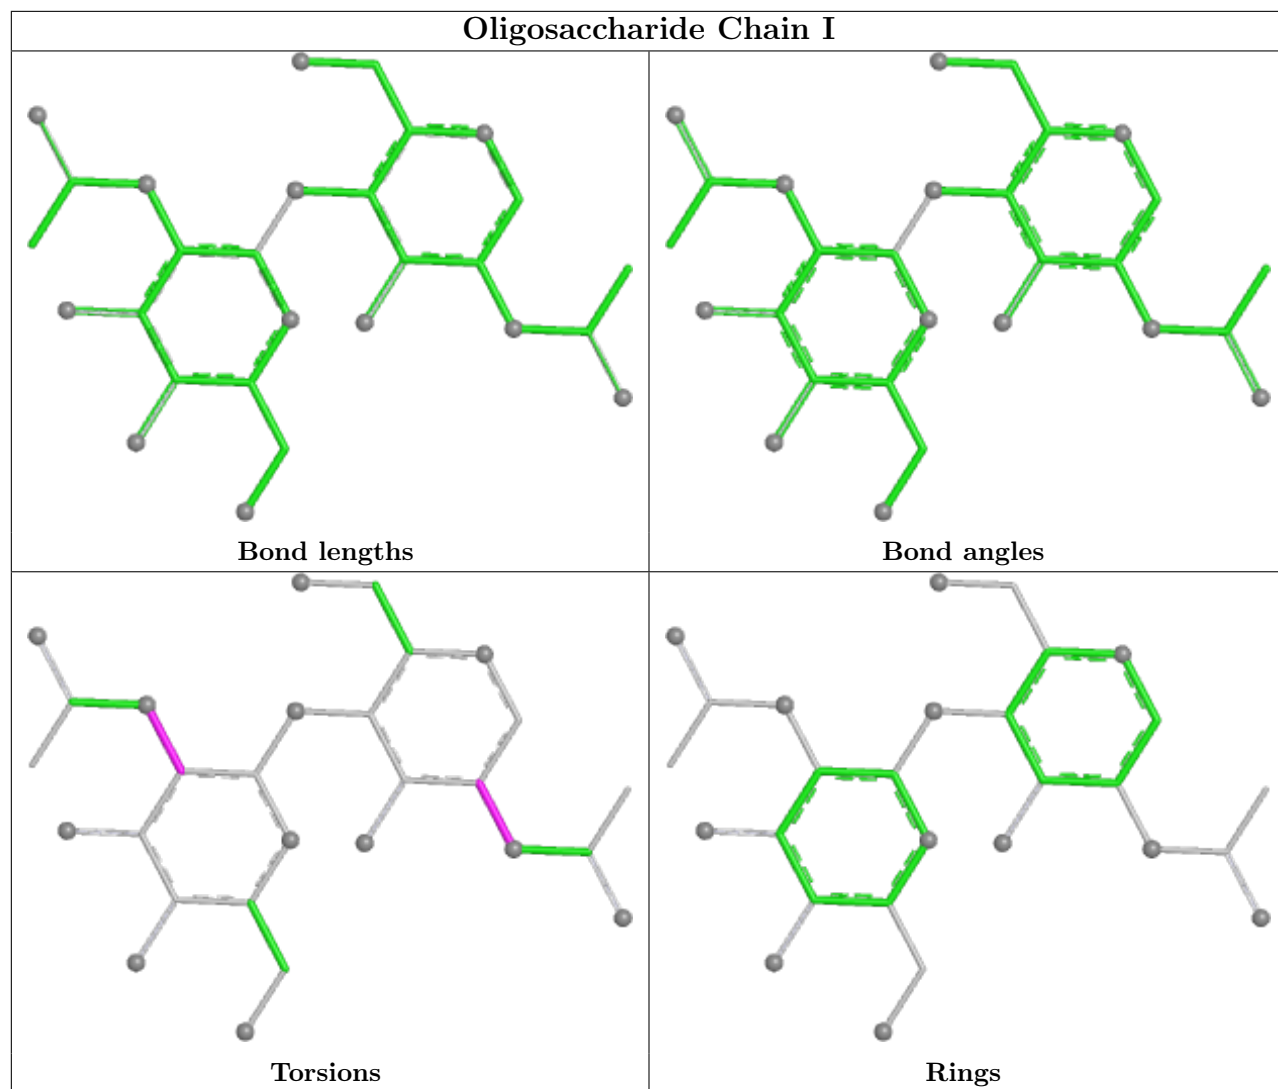 Oligosaccharide Chain I
Bond lengths
Bond angles
Torsions
Rings